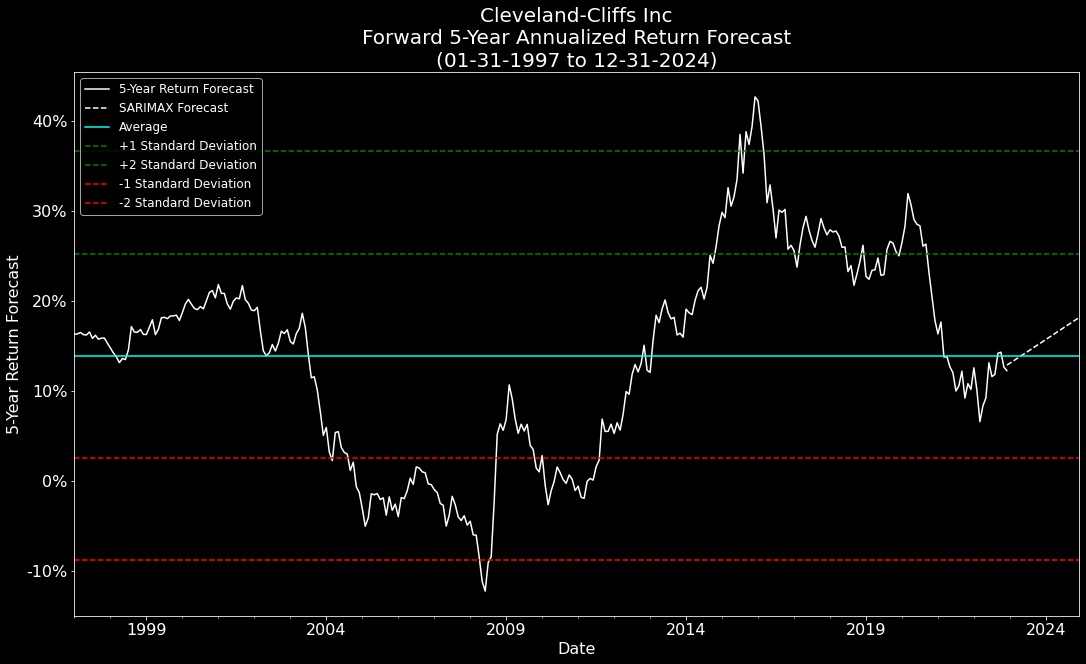 Cleveland-Cliffs Inc
Forward 5-Year Annualized Return Forecast
(01-31-1997 to 12-31-2024)
5-Year Return Forecast
SARIMAX Forecast
Average
+1 Standard Deviation
+2 Standard Deviation
-1 Standard Deviation
-2 Standard Deviation
5-Year Return Forecast
40%
30%
20%
10%
0%
-10%
1999 2004 2009 2014 2019 2024
Date